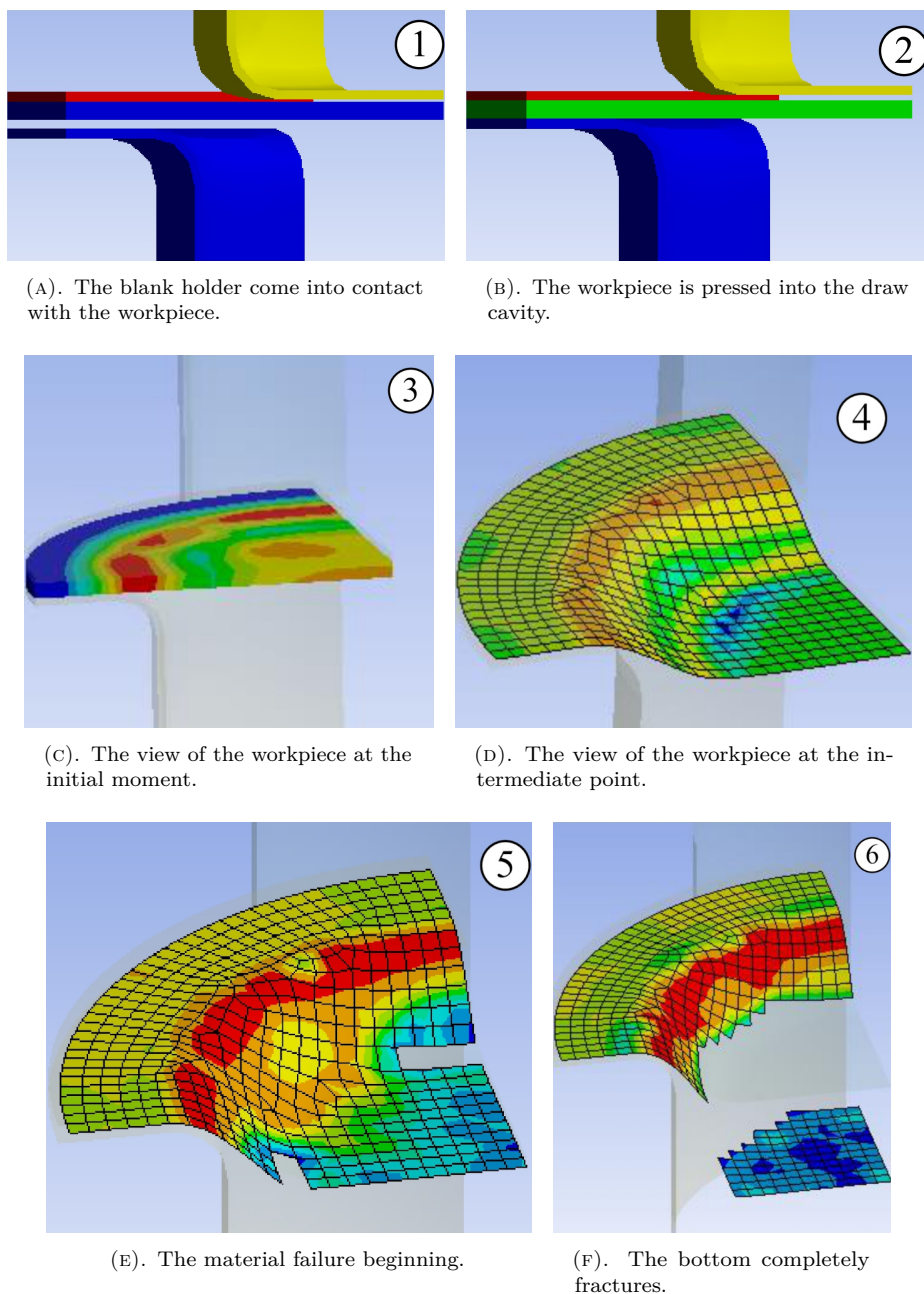 1
2
(A). The blank holder come into contact
with the workpiece.
(B). The workpiece is pressed into the draw
cavity.
3
4
(C). The view of the workpiece at the
initial moment.
(D). The view of the workpiece at the in-
termediate point.
5
6
(E). The material failure beginning.
(F). The bottom completely
fractures.